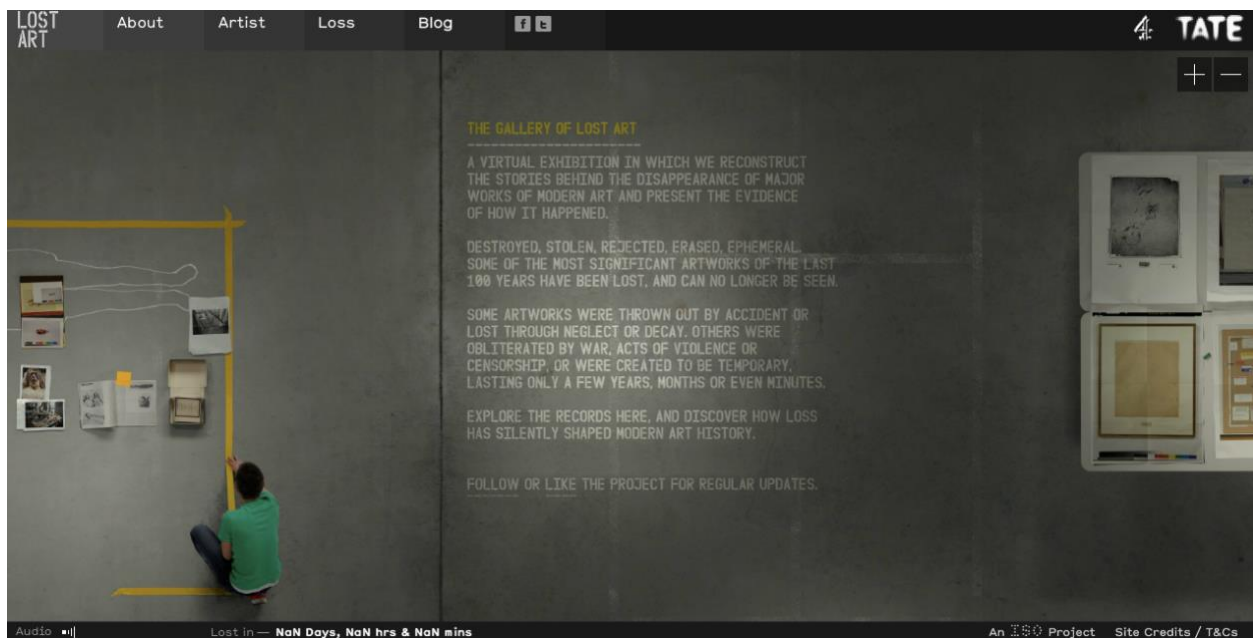 LOST
ART
About
Artist
Loss
Blog
f t
4
TATE
+ −
THE GALLERY OF LOST ART
A VIRTUAL EXHIBITION IN WHICH WE RECONSTRUCT
THE STORIES BEHIND THE DISAPPEARANCE OF MAJOR
WORKS OF MODERN ART AND PRESENT THE EVIDENCE
OF HOW IT HAPPENED.
DESTROYED, STOLEN, REJECTED, ERASED, EPHEMERAL.
SOME OF THE MOST SIGNIFICANT ARTWORKS OF THE LAST
100 YEARS HAVE BEEN LOST, AND CAN NO LONGER BE SEEN.
SOME ARTWORKS WERE THROWN OUT BY ACCIDENT OR
LOST THROUGH NEGLECT OR DECAY. OTHERS WERE
OBLITERATED BY WAR, ACTS OF VIOLENCE OR
CENSORSHIP, OR WERE CREATED TO BE TEMPORARY,
LASTING ONLY A FEW YEARS, MONTHS OR EVEN MINUTES.
EXPLORE THE RECORDS HERE, AND DISCOVER HOW LOSS
HAS SILENTLY SHAPED MODERN ART HISTORY.
FOLLOW OR LIKE THE PROJECT FOR REGULAR UPDATES.
Audio
Lost in — NaN Days, NaN hrs & NaN mins
An ISO Project
Site Credits / T&Cs